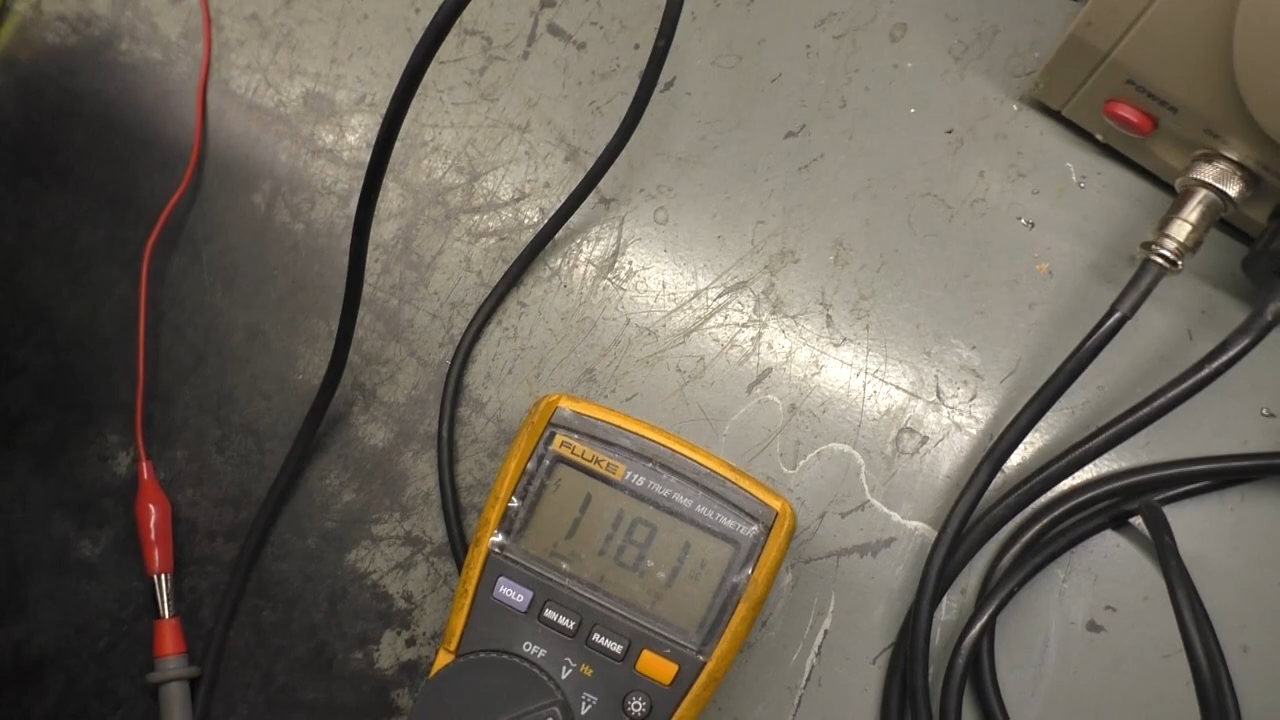 POWER
FLUKE 115 TRUE RMS MULTIMETER
118.1
HOLD
MIN MAX
RANGE
OFF
Hz
V
V